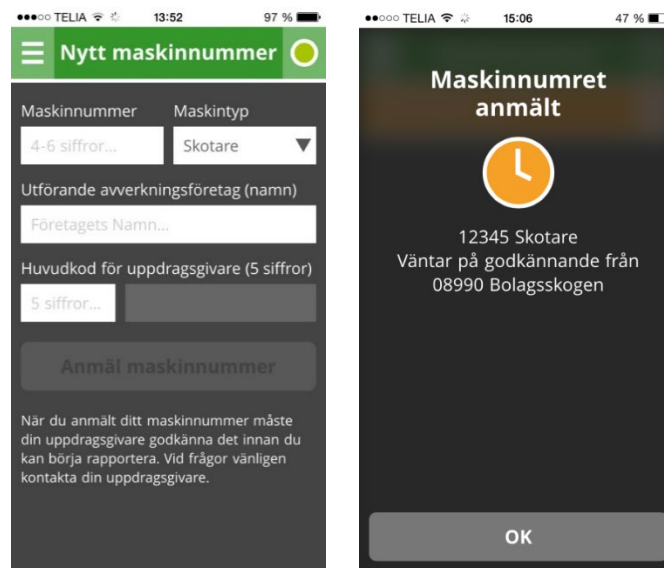 TELIA 13:52 97 %
Nytt maskinnummer
Maskinnummer Maskintyp
4-6 siffror... Skotare
Utförande avverkningsföretag (namn)
Företagets Namn...
Huvudkod för uppdragsgivare (5 siffror)
5 siffror...
Anmäl maskinnummer
När du anmält ditt maskinnummer måste
din uppdragsgivare godkänna det innan du
kan börja rapportera. Vid frågor vänligen
kontakta din uppdragsgivare.
TELIA 15:06 47 %
Maskinnumret
anmält
12345 Skotare
Väntar på godkännande från
08990 Bolagsskogen
OK